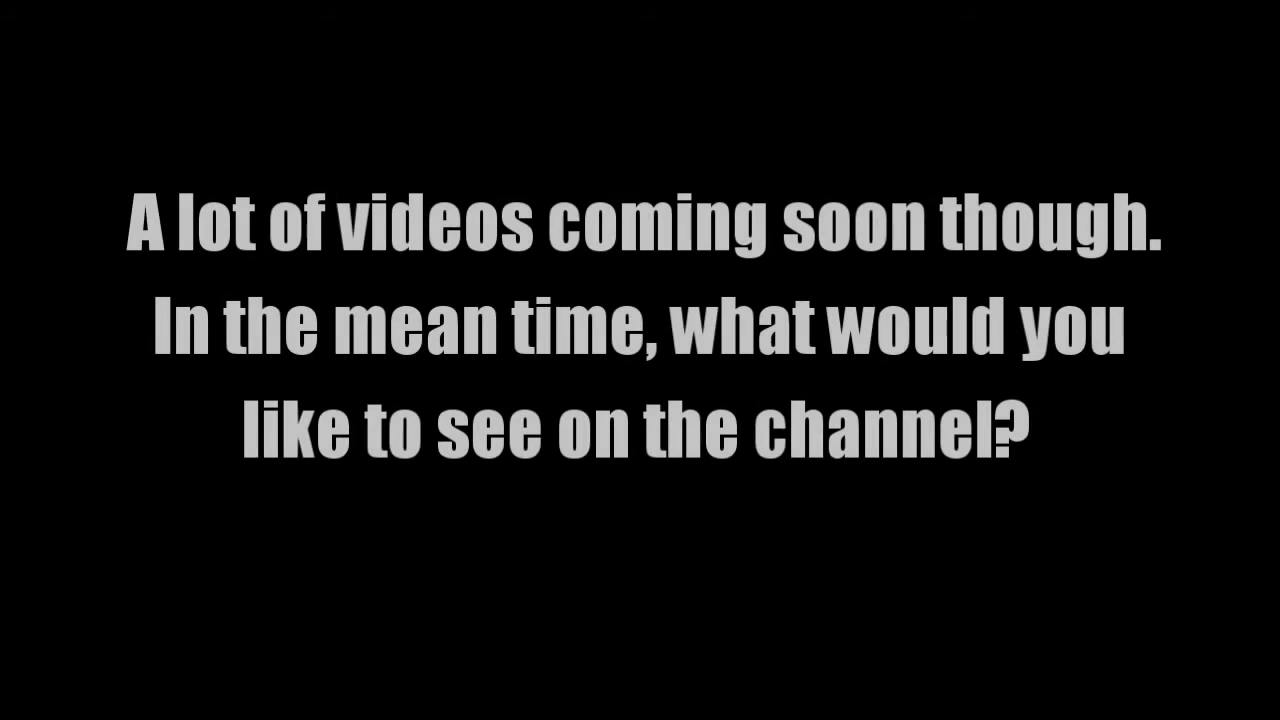 A lot of videos coming soon though.
In the mean time, what would you
like to see on the channel?